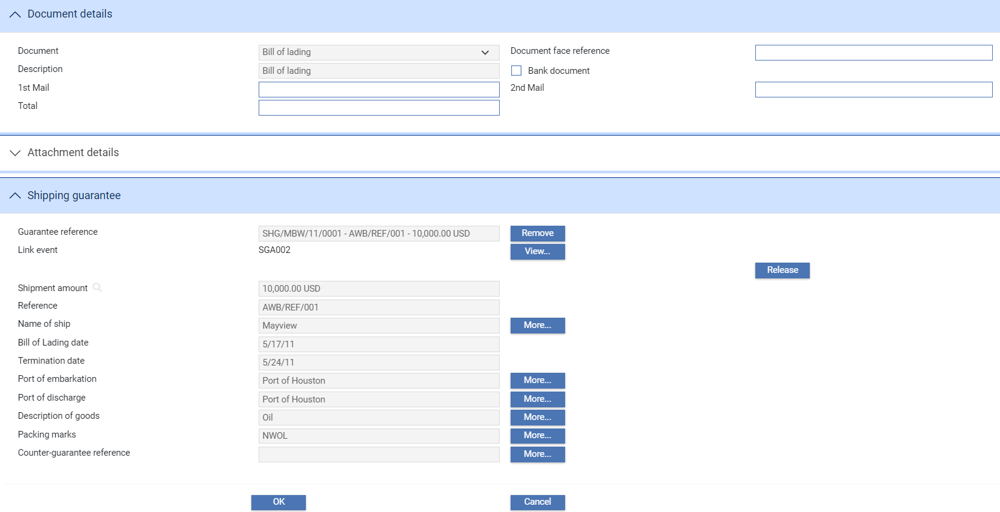 Document details
Document Bill of lading Document face reference
Description Bill of lading Bank document
1st Mail 2nd Mail
Total
Attachment details
Shipping guarantee
Guarantee reference SHG/MBW/11/0001 - AWB/REF/001 - 10,000.00 USD Remove
Link event SGA002 View...
Release
Shipment amount 10,000.00 USD
Reference AWB/REF/001
Name of ship Mayview More...
Bill of Lading date 5/17/11
Termination date 5/24/11
Port of embarkation Port of Houston More...
Port of discharge Port of Houston More...
Description of goods Oil More...
Packing marks NWOL More...
Counter-guarantee reference More...
OK Cancel